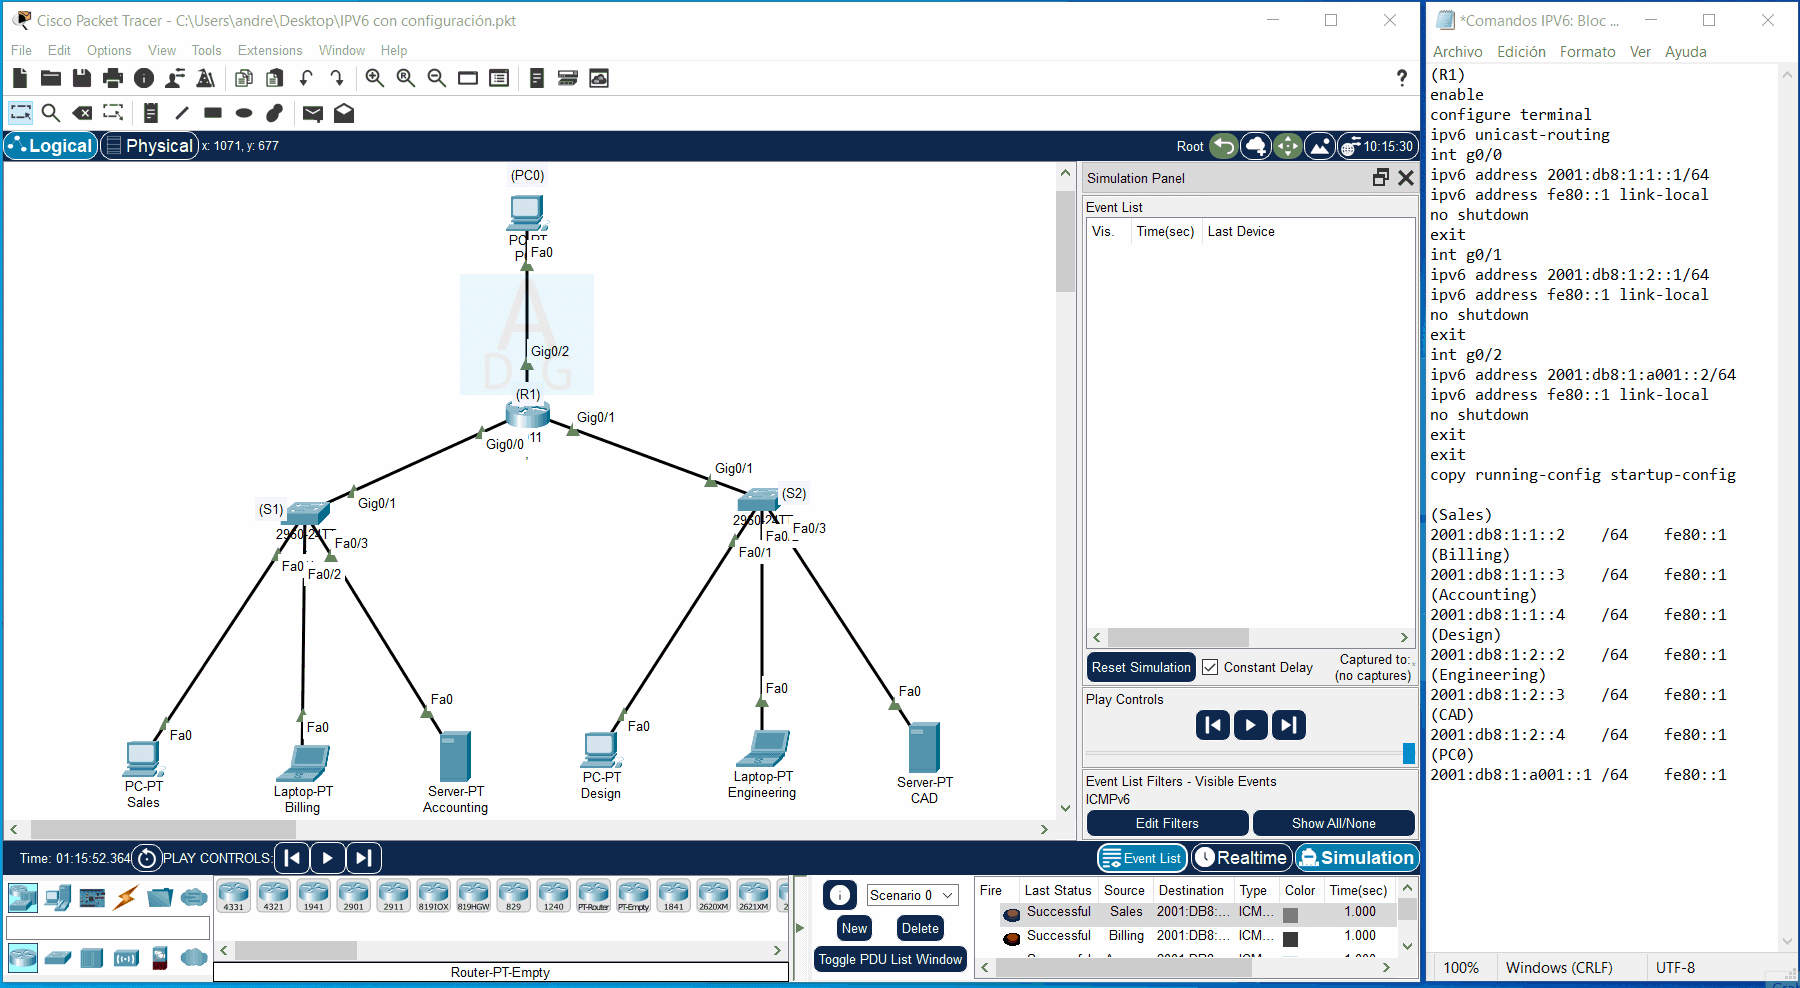 Cisco Packet Tracer - C:\Users\andre\Desktop\IPV6 con configuración.pkt
File Edit Options View Tools Extensions Window Help
?
Logical Physical x: 1071, y: 677
Root 10:15:30
(PC0)
PC-PT
Fa0
A
D G
Gig0/2
(R1)
Gig0/1
Gig0/0
11
Gig0/1
(S2)
Gig0/1
(S1)
2960-24TT
Fa0/3
Fa0/2
2960-24TT
Fa0/3
Fa0/1
Fa0
Fa0
Fa0
Fa0
Fa0
Fa0
PC-PT
Sales
Laptop-PT
Billing
Server-PT
Accounting
PC-PT
Design
Laptop-PT
Engineering
Server-PT
CAD
Simulation Panel
Event List
Vis. Time(sec) Last Device
Reset Simulation Constant Delay
Captured to:
(no captures)
Play Controls
Event List Filters - Visible Events
ICMPv6
Edit Filters Show All/None
Time: 01:15:52.364 PLAY CONTROLS:
Event List Realtime Simulation
4331 4321 1941 2901 2911 819IOX 819HGW 829 1240 PT-Router PT-Empty 1841 2620XM 2621XM
Router-PT-Empty
Scenario 0
New Delete
Toggle PDU List Window
Fire Last Status Source Destination Type Color Time(sec)
Successful Sales 2001:DB8:... ICM... 1.000
Successful Billing 2001:DB8:... ICM... 1.000
*Comandos IPV6: Bloc ...
Archivo Edición Formato Ver Ayuda
(R1)
enable
configure terminal
ipv6 unicast-routing
int g0/0
ipv6 address 2001:db8:1:1::1/64
ipv6 address fe80::1 link-local
no shutdown
exit
int g0/1
ipv6 address 2001:db8:1:2::1/64
ipv6 address fe80::1 link-local
no shutdown
exit
int g0/2
ipv6 address 2001:db8:1:a001::2/64
ipv6 address fe80::1 link-local
no shutdown
exit
exit
copy running-config startup-config
(Sales)
2001:db8:1:1::2 /64 fe80::1
(Billing)
2001:db8:1:1::3 /64 fe80::1
(Accounting)
2001:db8:1:1::4 /64 fe80::1
(Design)
2001:db8:1:2::2 /64 fe80::1
(Engineering)
2001:db8:1:2::3 /64 fe80::1
(CAD)
2001:db8:1:2::4 /64 fe80::1
(PC0)
2001:db8:1:a001::1 /64 fe80::1
100% Windows (CRLF) UTF-8